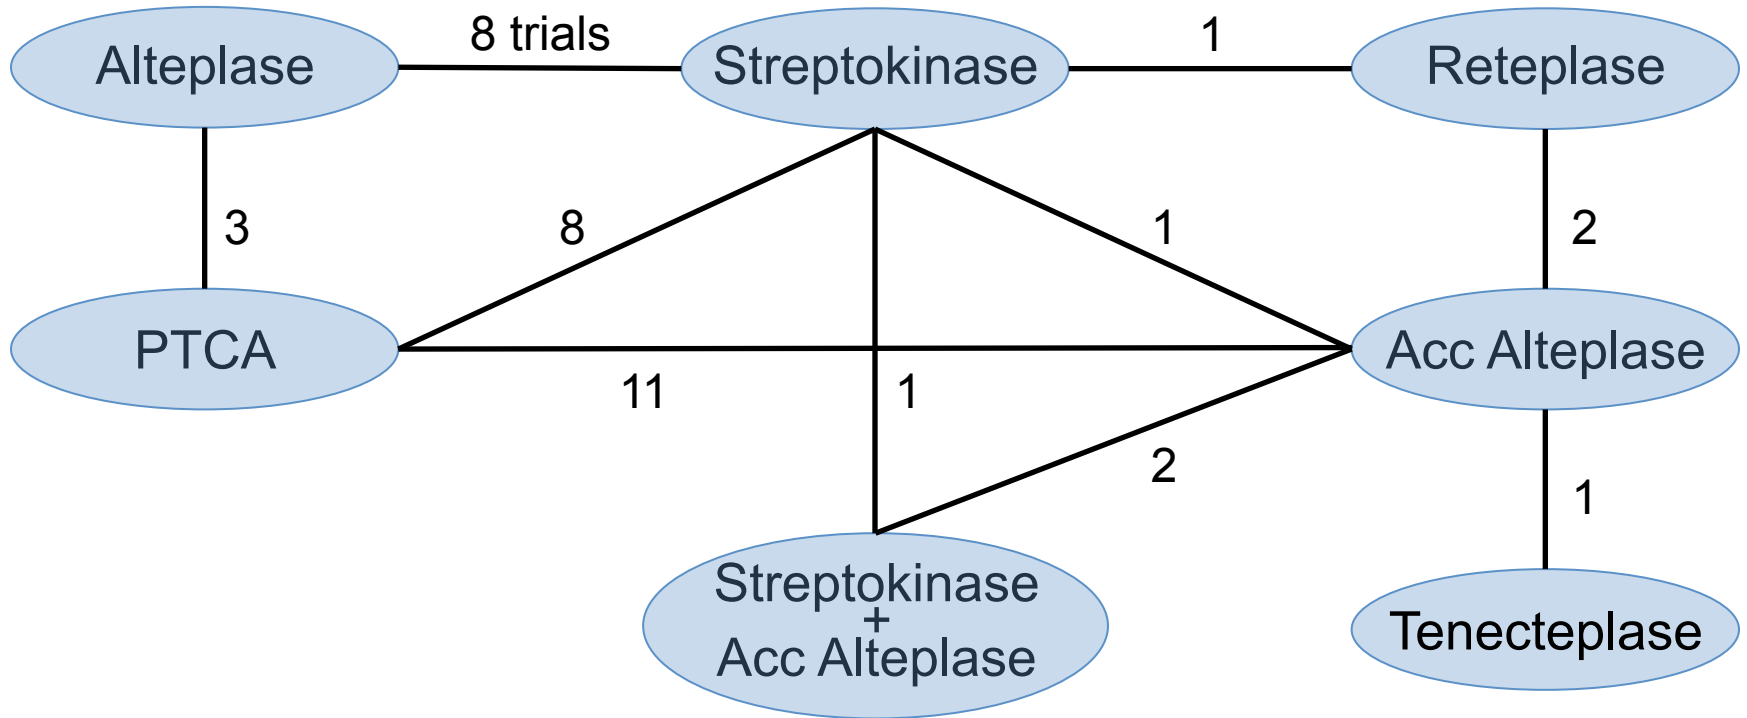 8 trials
1
Alteplase
Streptokinase
Reteplase
3
8
1
2
PTCA
Acc Alteplase
11
1
2
1
Streptokinase
+
Acc Alteplase
Tenecteplase